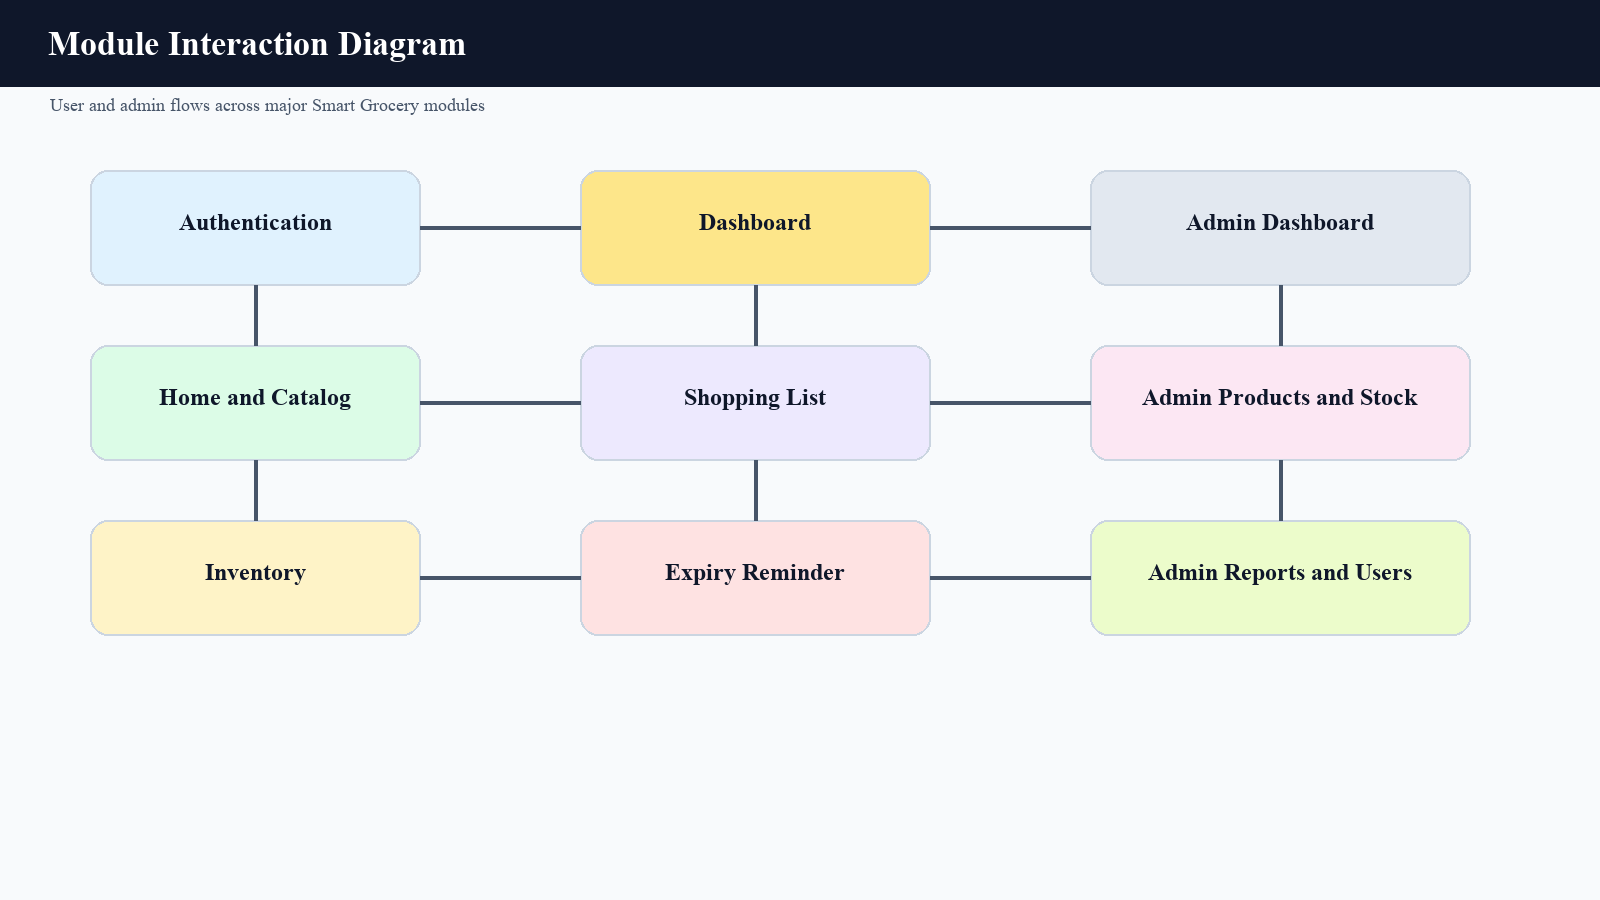 Module Interaction Diagram
User and admin flows across major Smart Grocery modules
Authentication
Dashboard
Admin Dashboard
Home and Catalog
Shopping List
Admin Products and Stock
Inventory
Expiry Reminder
Admin Reports and Users